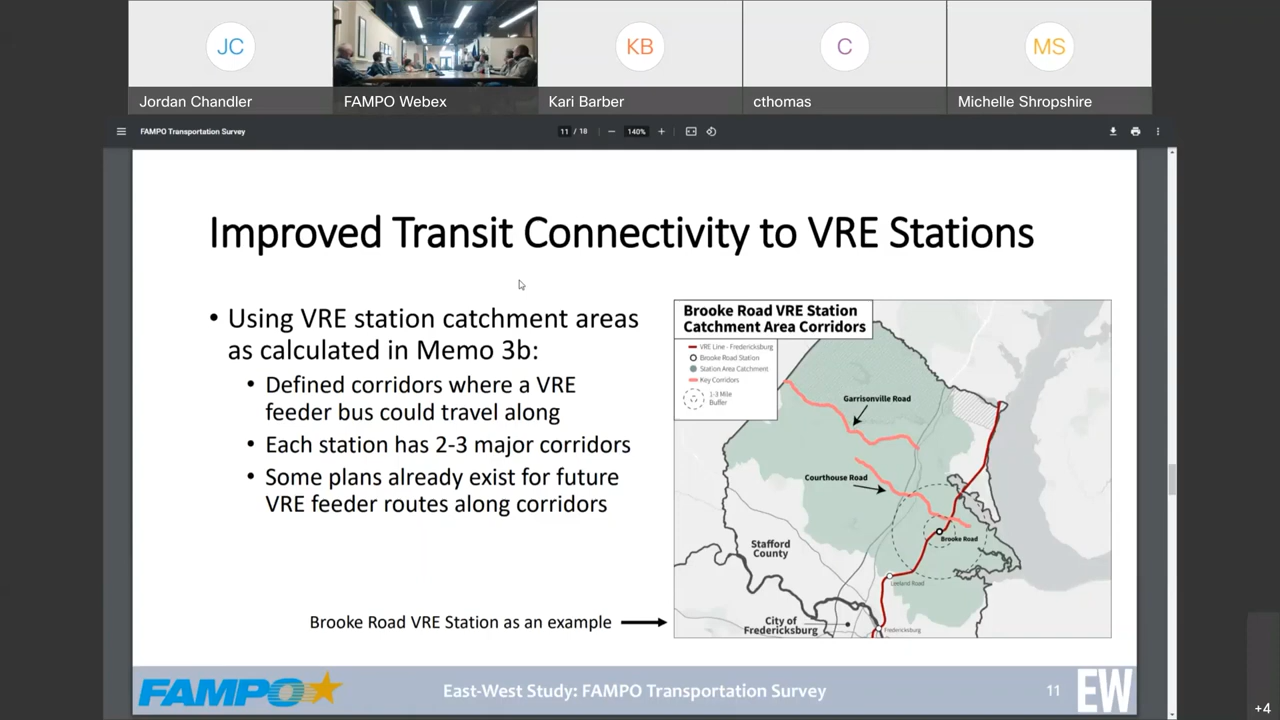 JC
KB
C
MS
Jordan Chandler
FAMPO Webex
Kari Barber
cthomas
Michelle Shropshire
FAMPO Transportation Survey
11 / 18
140%
Improved Transit Connectivity to VRE Stations
• Using VRE station catchment areas
as calculated in Memo 3b:
• Defined corridors where a VRE
feeder bus could travel along
• Each station has 2-3 major corridors
• Some plans already exist for future
VRE feeder routes along corridors
Brooke Road VRE Station as an example
Brooke Road VRE Station
Catchment Area Corridors
VRE Line - Fredericksburg
Brooke Road Station
Station Area Catchment
Key Corridors
1-3 Mile
Buffer
Garrisonville Road
Courthouse Road
Brooke Road
Stafford
County
Leeland Road
City of
Fredericksburg
Fredericksburg
FAMPO
East-West Study: FAMPO Transportation Survey
11
EW
+4